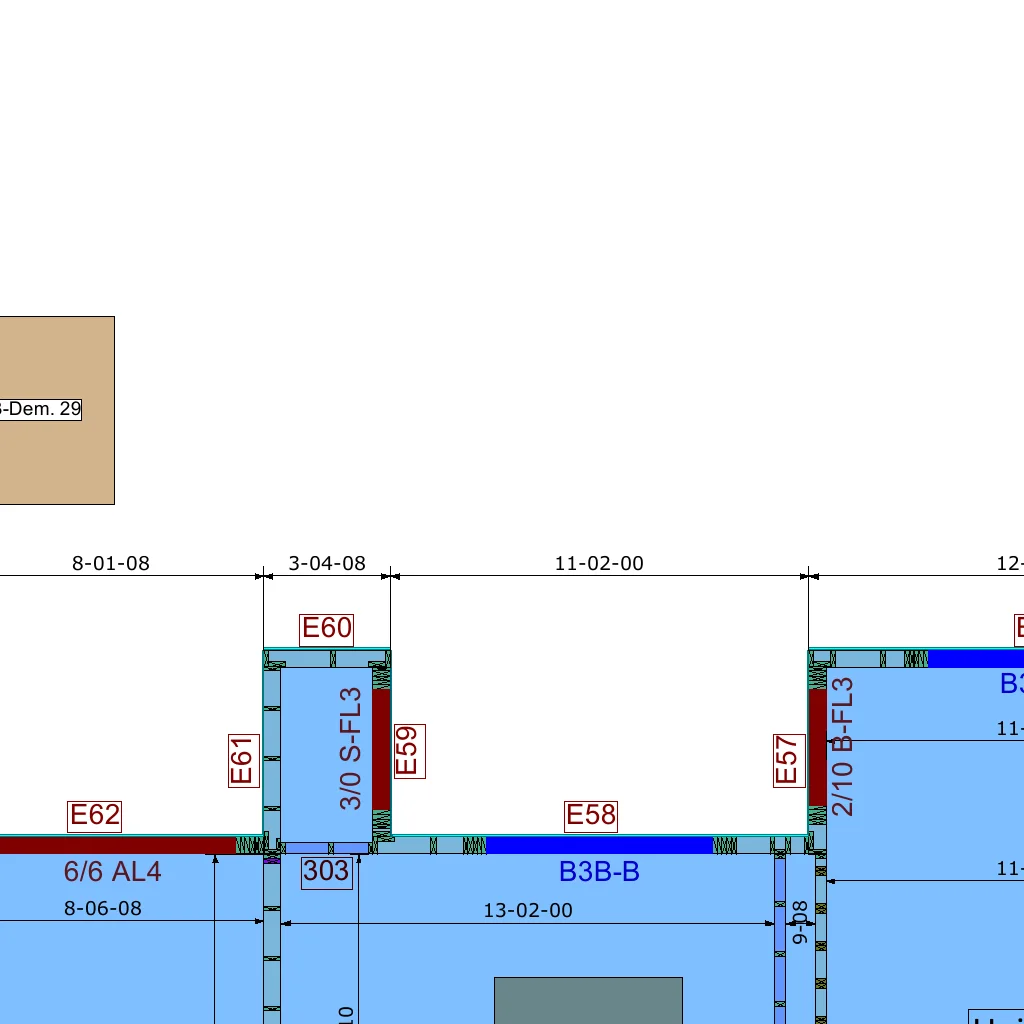 -Dem. 29
8-01-08
3-04-08
11-02-00
12-
E60
E61
3/0 S-FL3
E59
E57
2/10 B-FL3
11-
E62
E58
6/6 AL4
303
B3B-B
11-
8-06-08
13-02-00
9-08
10